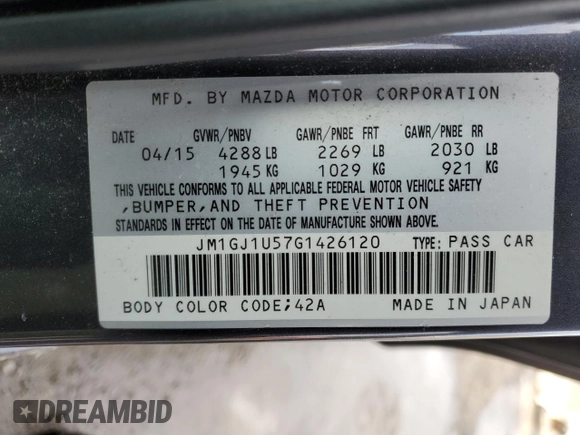 MFD. BY MAZDA MOTOR CORPORATION
DATE GVWR/PNBV GAWR/PNBE FRT GAWR/PNBE RR
04/15 4288 LB 2269 LB 2030 LB
1945 KG 1029 KG 921 KG
THIS VEHICLE CONFORMS TO ALL APPLICABLE FEDERAL MOTOR VEHICLE SAFETY
,BUMPER,AND THEFT PREVENTION
STANDARDS IN EFFECT ON THE DATE OF MANUFACTURE SHOWN ABOVE.
JM1GJ1U57G1426120 TYPE: PASS CAR
BODY COLOR CODE;42A MADE IN JAPAN
DREAMBID